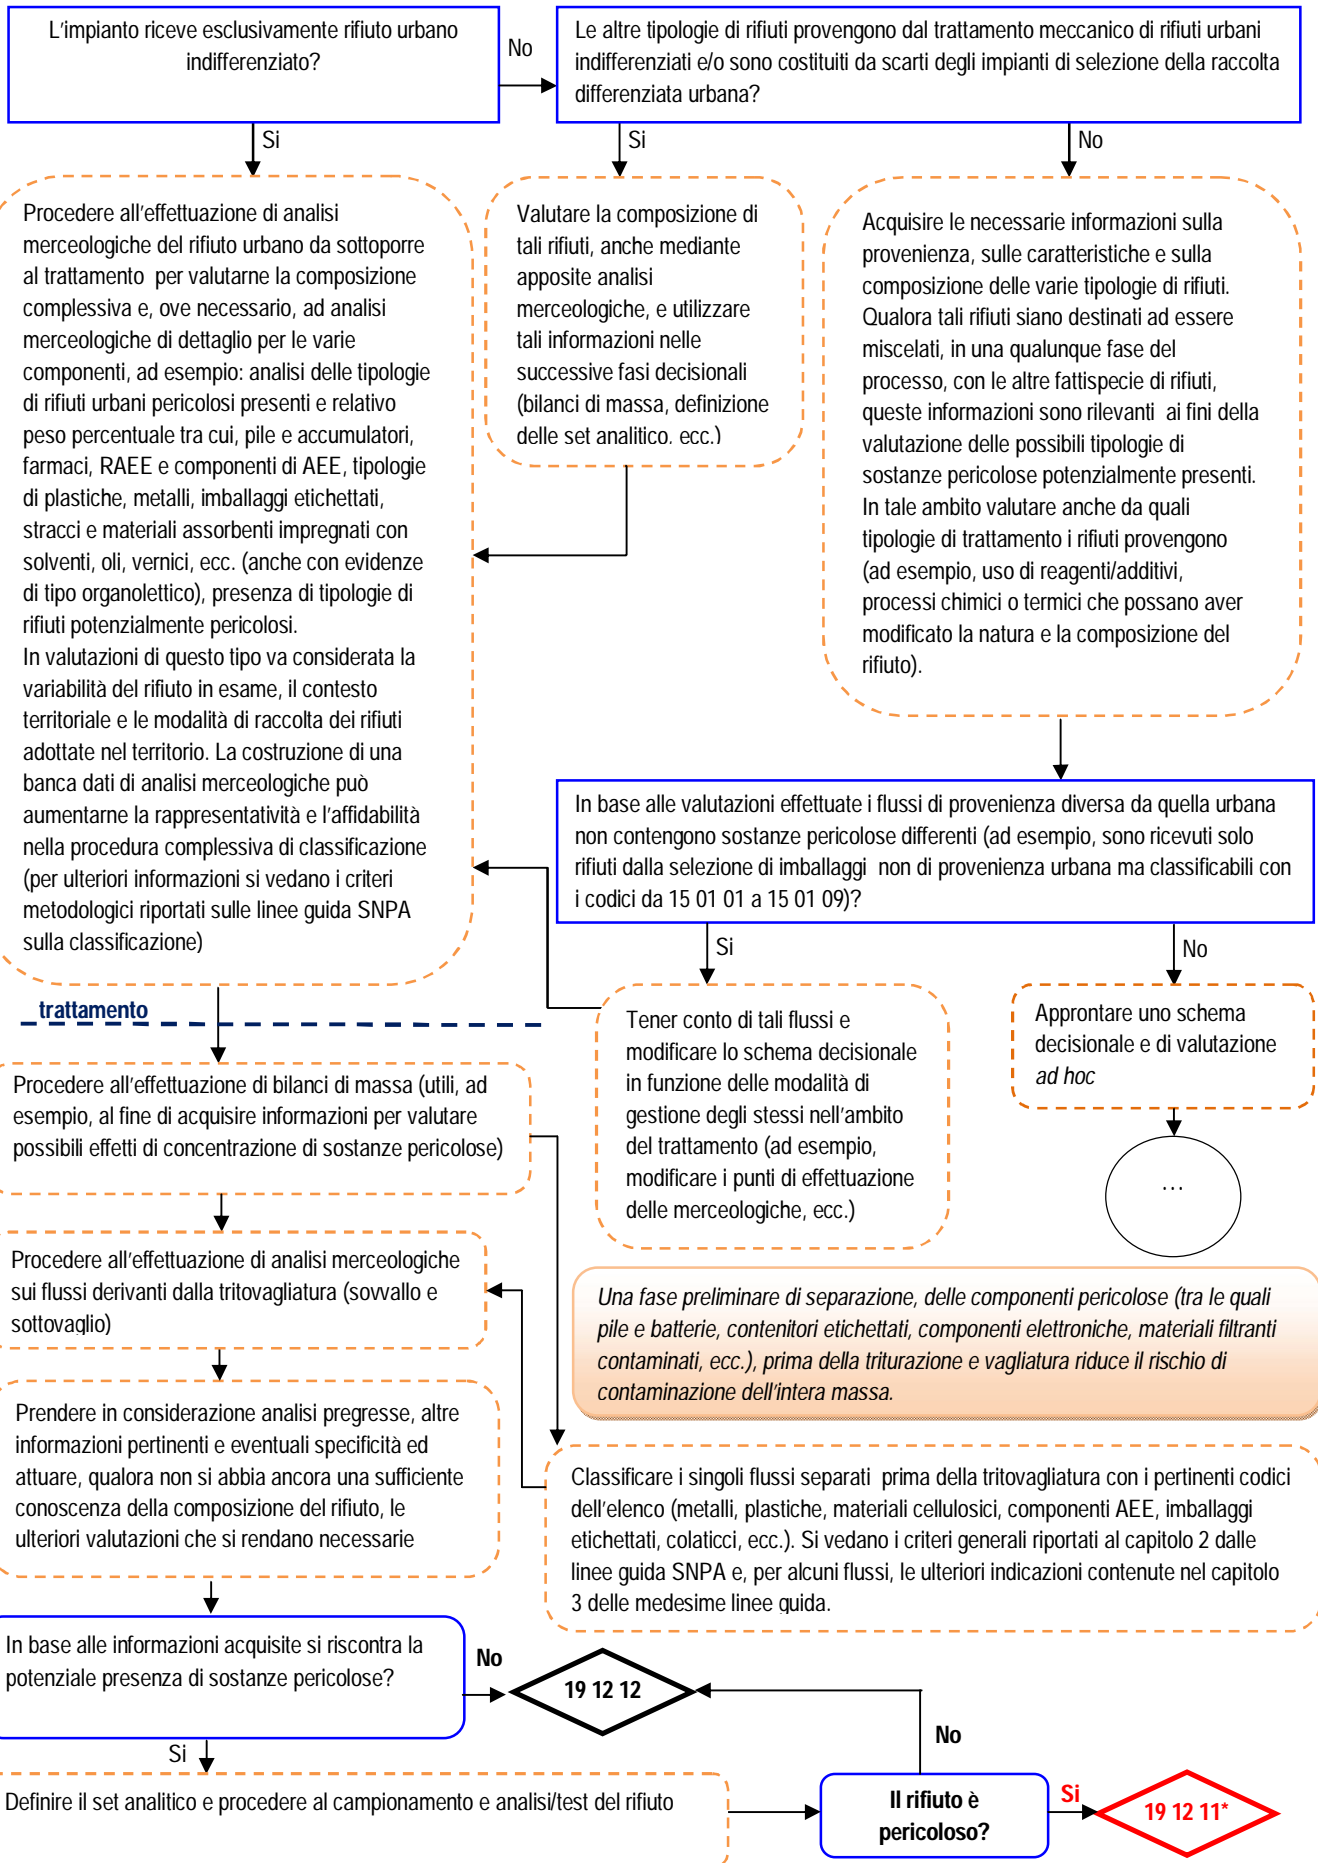 L'impianto riceve esclusivamente rifiuto urbano
indifferenziato?
No
Le altre tipologie di rifiuti provengono dal trattamento meccanico di rifiuti urbani
indifferenziati e/o sono costituiti da scarti degli impianti di selezione della raccolta
differenziata urbana?
Si
Si
No
Procedere all'effettuazione di analisi
merceologiche del rifiuto urbano da sottoporre
al trattamento per valutarne la composizione
complessiva e, ove necessario, ad analisi
merceologiche di dettaglio per le varie
componenti, ad esempio: analisi delle tipologie
di rifiuti urbani pericolosi presenti e relativo
peso percentuale tra cui, pile e accumulatori,
farmaci, RAEE e componenti di AEE, tipologie
di plastiche, metalli, imballaggi etichettati,
stracci e materiali assorbenti impregnati con
solventi, oli, vernici, ecc. (anche con evidenze
di tipo organolettico), presenza di tipologie di
rifiuti potenzialmente pericolosi.
In valutazioni di questo tipo va considerata la
variabilità del rifiuto in esame, il contesto
territoriale e le modalità di raccolta dei rifiuti
adottate nel territorio. La costruzione di una
banca dati di analisi merceologiche può
aumentarne la rappresentatività e l'affidabilità
nella procedura complessiva di classificazione
(per ulteriori informazioni si vedano i criteri
metodologici riportati sulle linee guida SNPA
sulla classificazione)
Valutare la composizione di
tali rifiuti, anche mediante
apposite analisi
merceologiche, e utilizzare
tali informazioni nelle
successive fasi decisionali
(bilanci di massa, definizione
delle set analitico, ecc.)
Acquisire le necessarie informazioni sulla
provenienza, sulle caratteristiche e sulla
composizione delle varie tipologie di rifiuti.
Qualora tali rifiuti siano destinati ad essere
miscelati, in una qualunque fase del
processo, con le altre fattispecie di rifiuti,
queste informazioni sono rilevanti ai fini della
valutazione delle possibili tipologie di
sostanze pericolose potenzialmente presenti.
In tale ambito valutare anche da quali
tipologie di trattamento i rifiuti provengono
(ad esempio, uso di reagenti/additivi,
processi chimici o termici che possano aver
modificato la natura e la composizione del
rifiuto).
In base alle valutazioni effettuate i flussi di provenienza diversa da quella urbana
non contengono sostanze pericolose differenti (ad esempio, sono ricevuti solo
rifiuti dalla selezione di imballaggi non di provenienza urbana ma classificabili con
i codici da 15 01 01 a 15 01 09)?
Si
No
trattamento
Tener conto di tali flussi e
modificare lo schema decisionale
in funzione delle modalità di
gestione degli stessi nell'ambito
del trattamento (ad esempio,
modificare i punti di effettuazione
delle merceologiche, ecc.)
Approntare uno schema
decisionale e di valutazione
ad hoc
...
Procedere all'effettuazione di bilanci di massa (utili, ad
esempio, al fine di acquisire informazioni per valutare
possibili effetti di concentrazione di sostanze pericolose)
Procedere all'effettuazione di analisi merceologiche
sui flussi derivanti dalla tritovagliatura (sovvallo e
sottovaglio)
Una fase preliminare di separazione, delle componenti pericolose (tra le quali
pile e batterie, contenitori etichettati, componenti elettroniche, materiali filtranti
contaminati, ecc.), prima della triturazione e vagliatura riduce il rischio di
contaminazione dell'intera massa.
Prendere in considerazione analisi pregresse, altre
informazioni pertinenti e eventuali specificità ed
attuare, qualora non si abbia ancora una sufficiente
conoscenza della composizione del rifiuto, le
ulteriori valutazioni che si rendano necessarie
Classificare i singoli flussi separati prima della tritovagliatura con i pertinenti codici
dell'elenco (metalli, plastiche, materiali cellulosici, componenti AEE, imballaggi
etichettati, colaticci, ecc.). Si vedano i criteri generali riportati al capitolo 2 dalle
linee guida SNPA e, per alcuni flussi, le ulteriori indicazioni contenute nel capitolo
3 delle medesime linee guida.
In base alle informazioni acquisite si riscontra la
potenziale presenza di sostanze pericolose?
No
19 12 12
No
Si
Definire il set analitico e procedere al campionamento e analisi/test del rifiuto
Il rifiuto è
pericoloso?
Si
19 12 11*